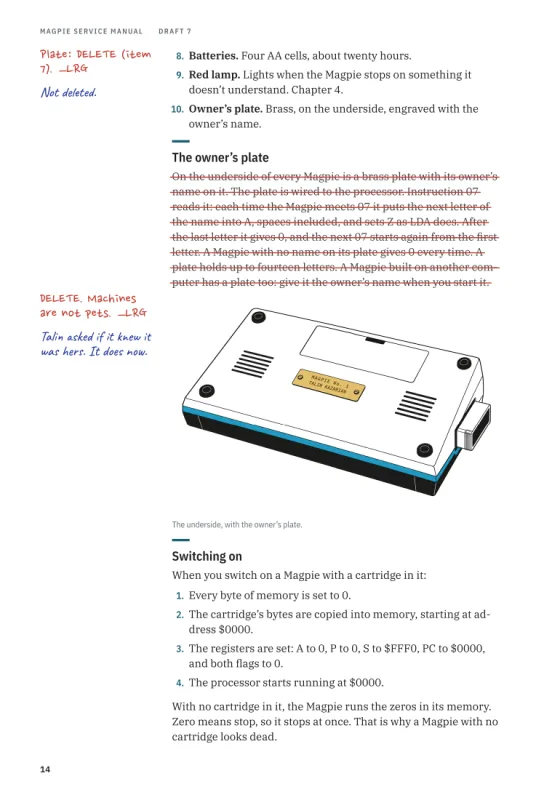 MAGPIE SERVICE MANUAL DRAFT 7
Plate: DELETE (item
7). —LRG
Not deleted.
8. Batteries. Four AA cells, about twenty hours.
9. Red lamp. Lights when the Magpie stops on something it
doesn't understand. Chapter 4.
10. Owner's plate. Brass, on the underside, engraved with the
owner's name.
The owner's plate
On the underside of every Magpie is a brass plate with its owner's
name on it. The plate is wired to the processor. Instruction 07
reads it: each time the Magpie meets 07 it puts the next letter of
the name into A, spaces included, and sets Z as LDA does. After
the last letter it gives 0, and the next 07 starts again from the first
letter. A Magpie with no name on its plate gives 0 every time. A
plate holds up to fourteen letters. A Magpie built on another com-
puter has a plate too: give it the owner's name when you start it.
DELETE. Machines
are not pets. —LRG
Talin asked if it knew it
was hers. It does now.
MAGPIE No. 1
TALIN KAZARIAN
The underside, with the owner's plate.
Switching on
When you switch on a Magpie with a cartridge in it:
1. Every byte of memory is set to 0.
2. The cartridge's bytes are copied into memory, starting at ad-
dress $0000.
3. The registers are set: A to 0, P to 0, S to $FFF0, PC to $0000,
and both flags to 0.
4. The processor starts running at $0000.
With no cartridge in it, the Magpie runs the zeros in its memory.
Zero means stop, so it stops at once. That is why a Magpie with no
cartridge looks dead.
14